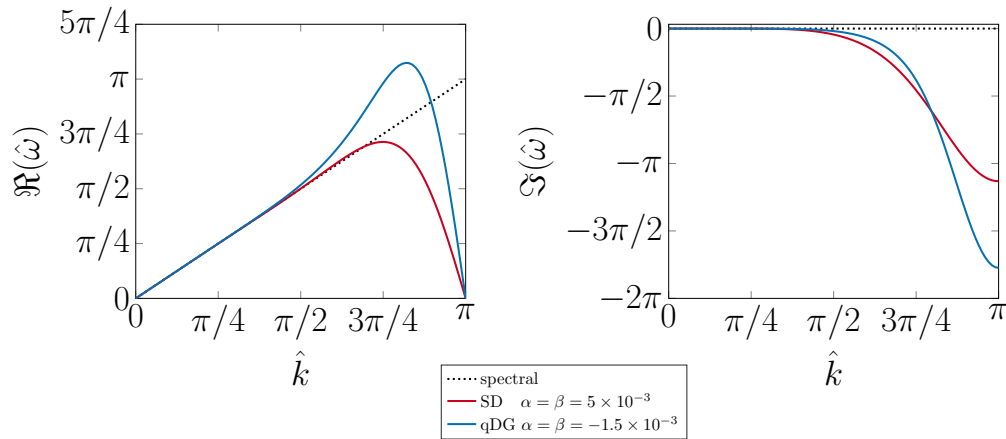 5π/4
π
3π/4
π/2
π/4
0
ℜ(ω̂)
0
π/4
π/2
3π/4
π
k̂
0
−π/2
−π
−3π/2
−2π
ℑ(ω̂)
0
π/4
π/2
3π/4
π
k̂
spectral
SD α = β = 5 × 10⁻³
qDG α = β = −1.5 × 10⁻³